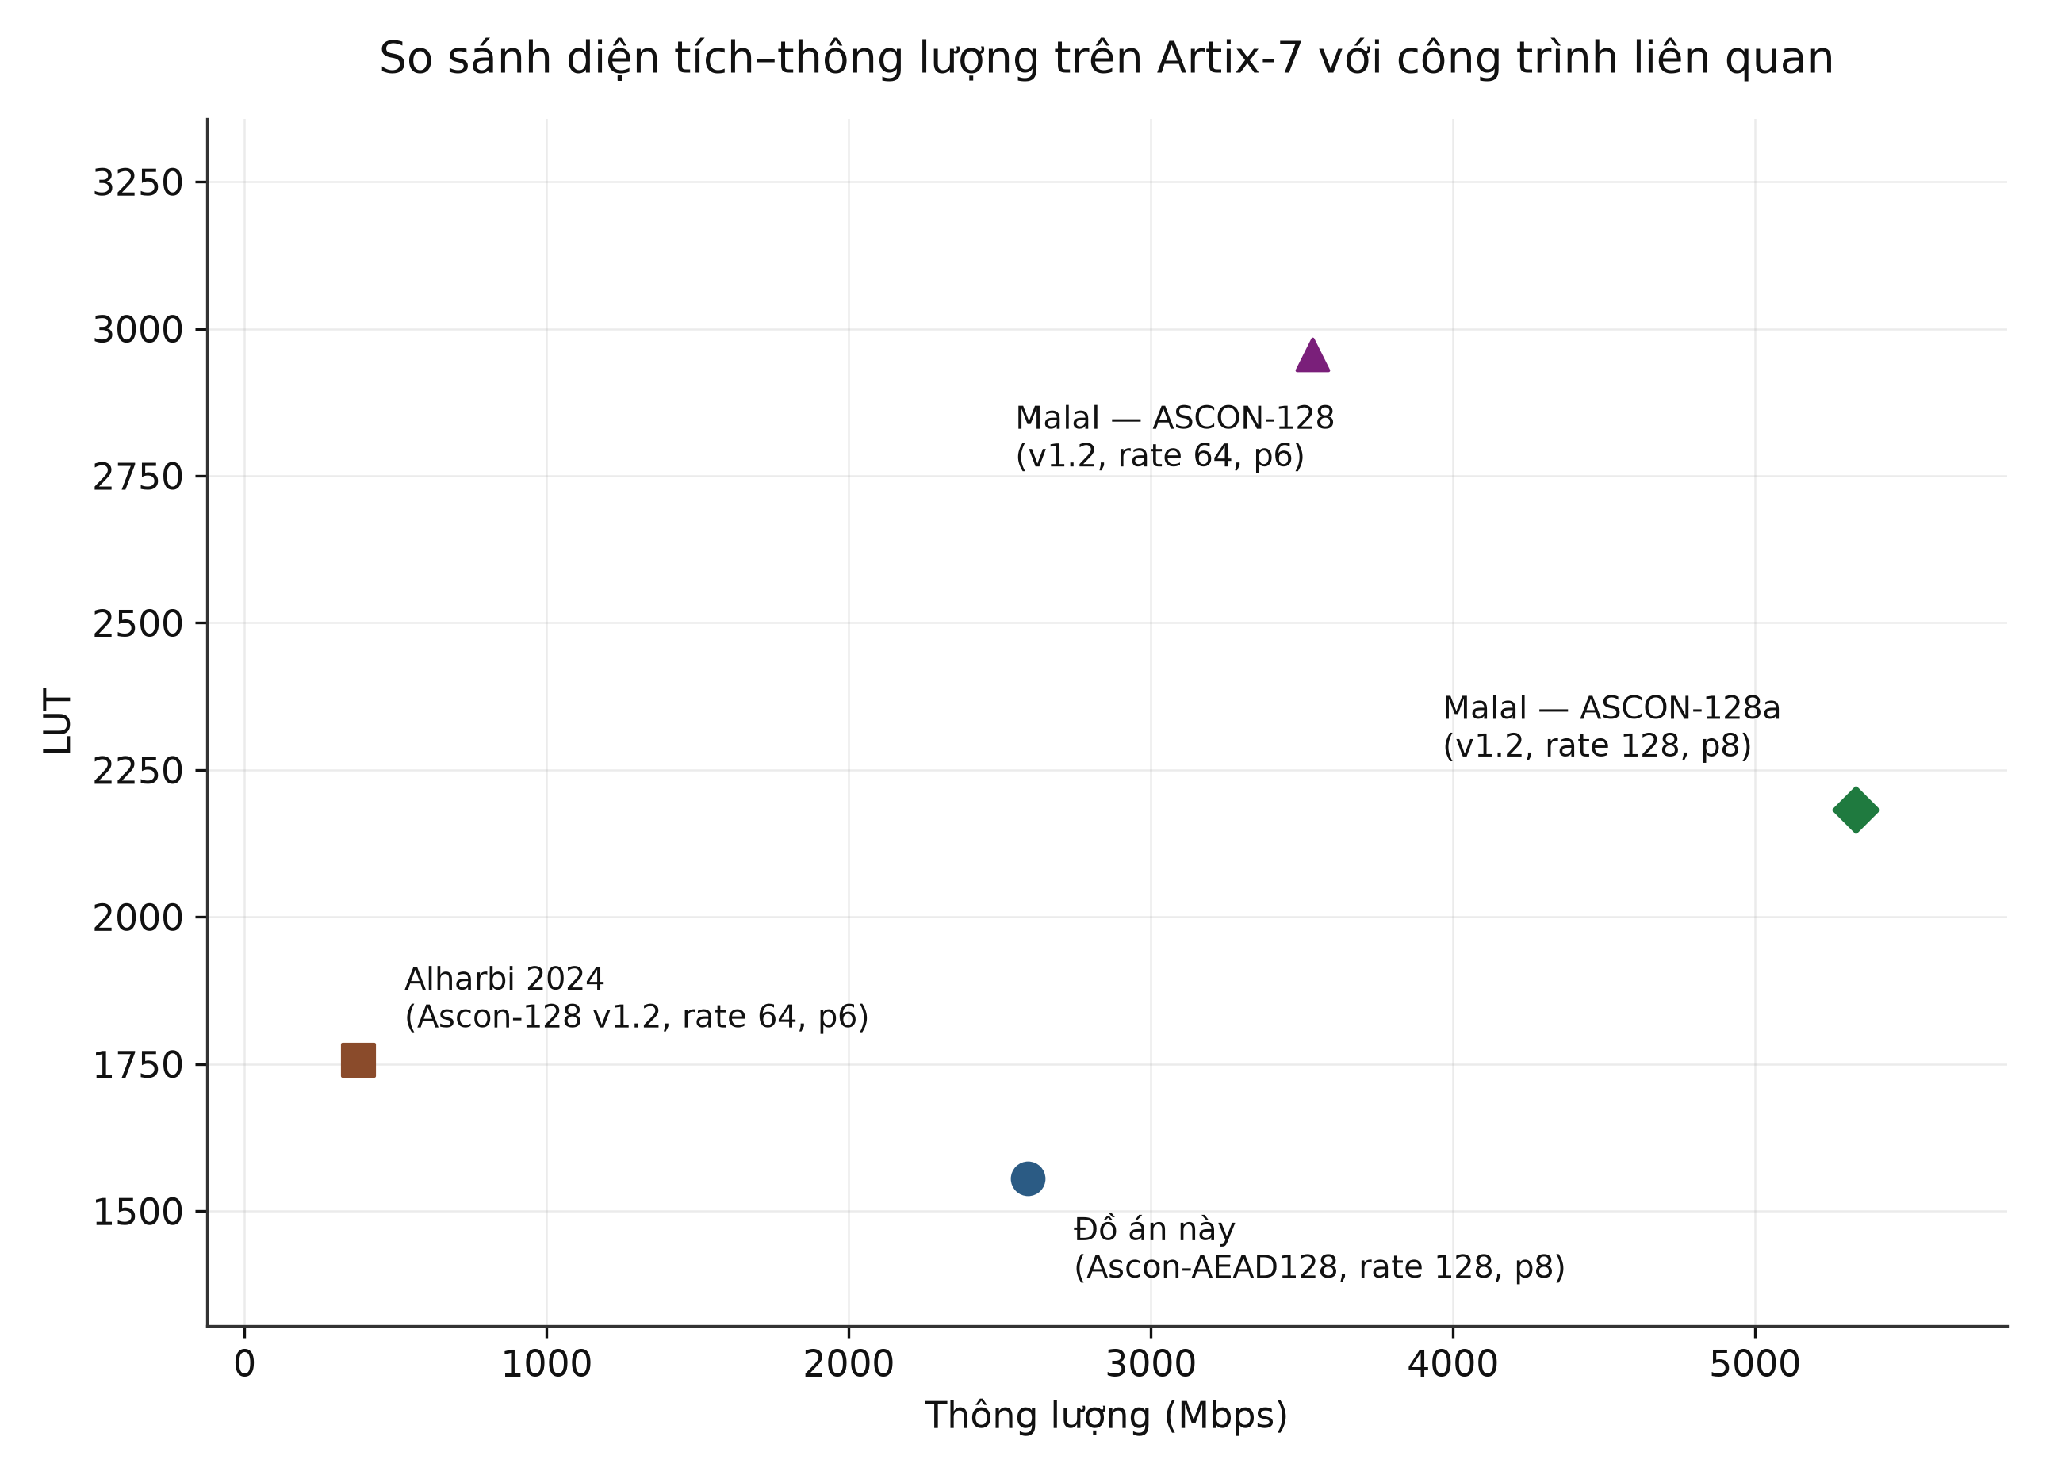 So sánh diện tích–thông lượng trên Artix-7 với công trình liên quan
3250
3000
Malal — ASCON-128
(v1.2, rate 64, p6)
2750
2500
LUT
Malal — ASCON-128a
(v1.2, rate 128, p8)
2250
2000
Alharbi 2024
(Ascon-128 v1.2, rate 64, p6)
1750
1500
Đồ án này
(Ascon-AEAD128, rate 128, p8)
0 1000 2000 3000 4000 5000
Thông lượng (Mbps)